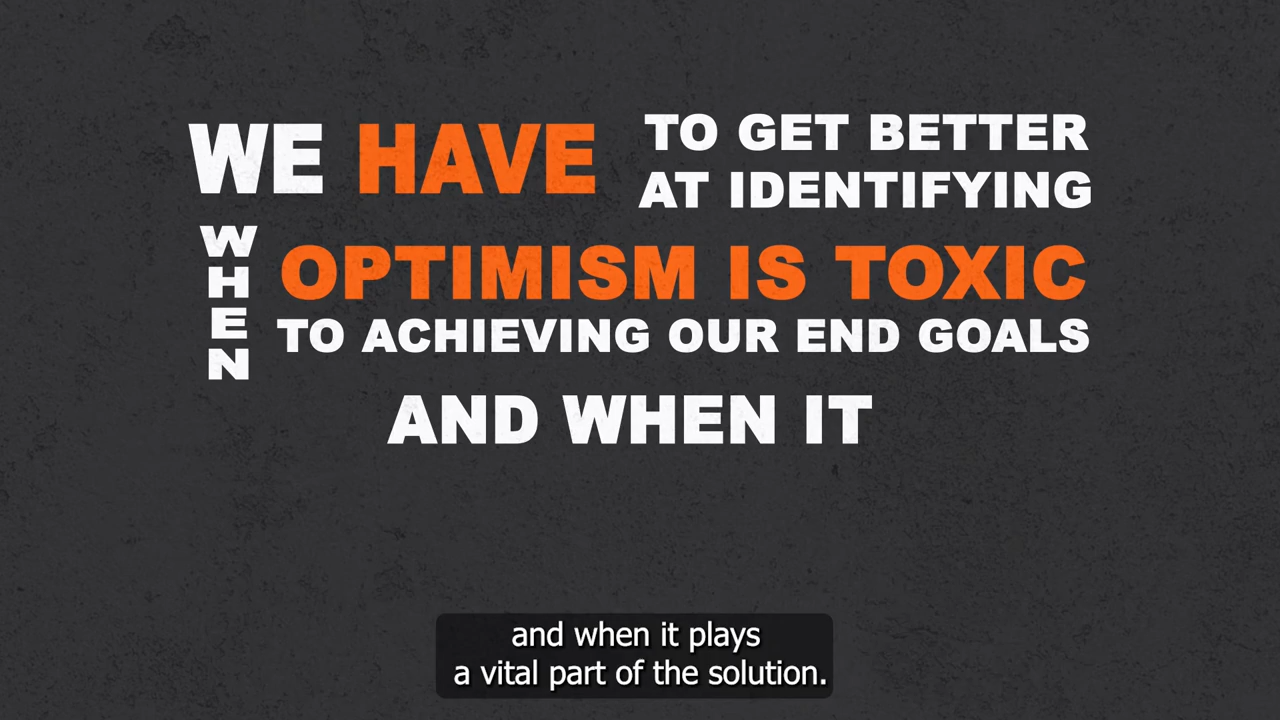 WE HAVE TO GET BETTER
AT IDENTIFYING
WHEN
OPTIMISM IS TOXIC
TO ACHIEVING OUR END GOALS
AND WHEN IT
and when it plays
a vital part of the solution.